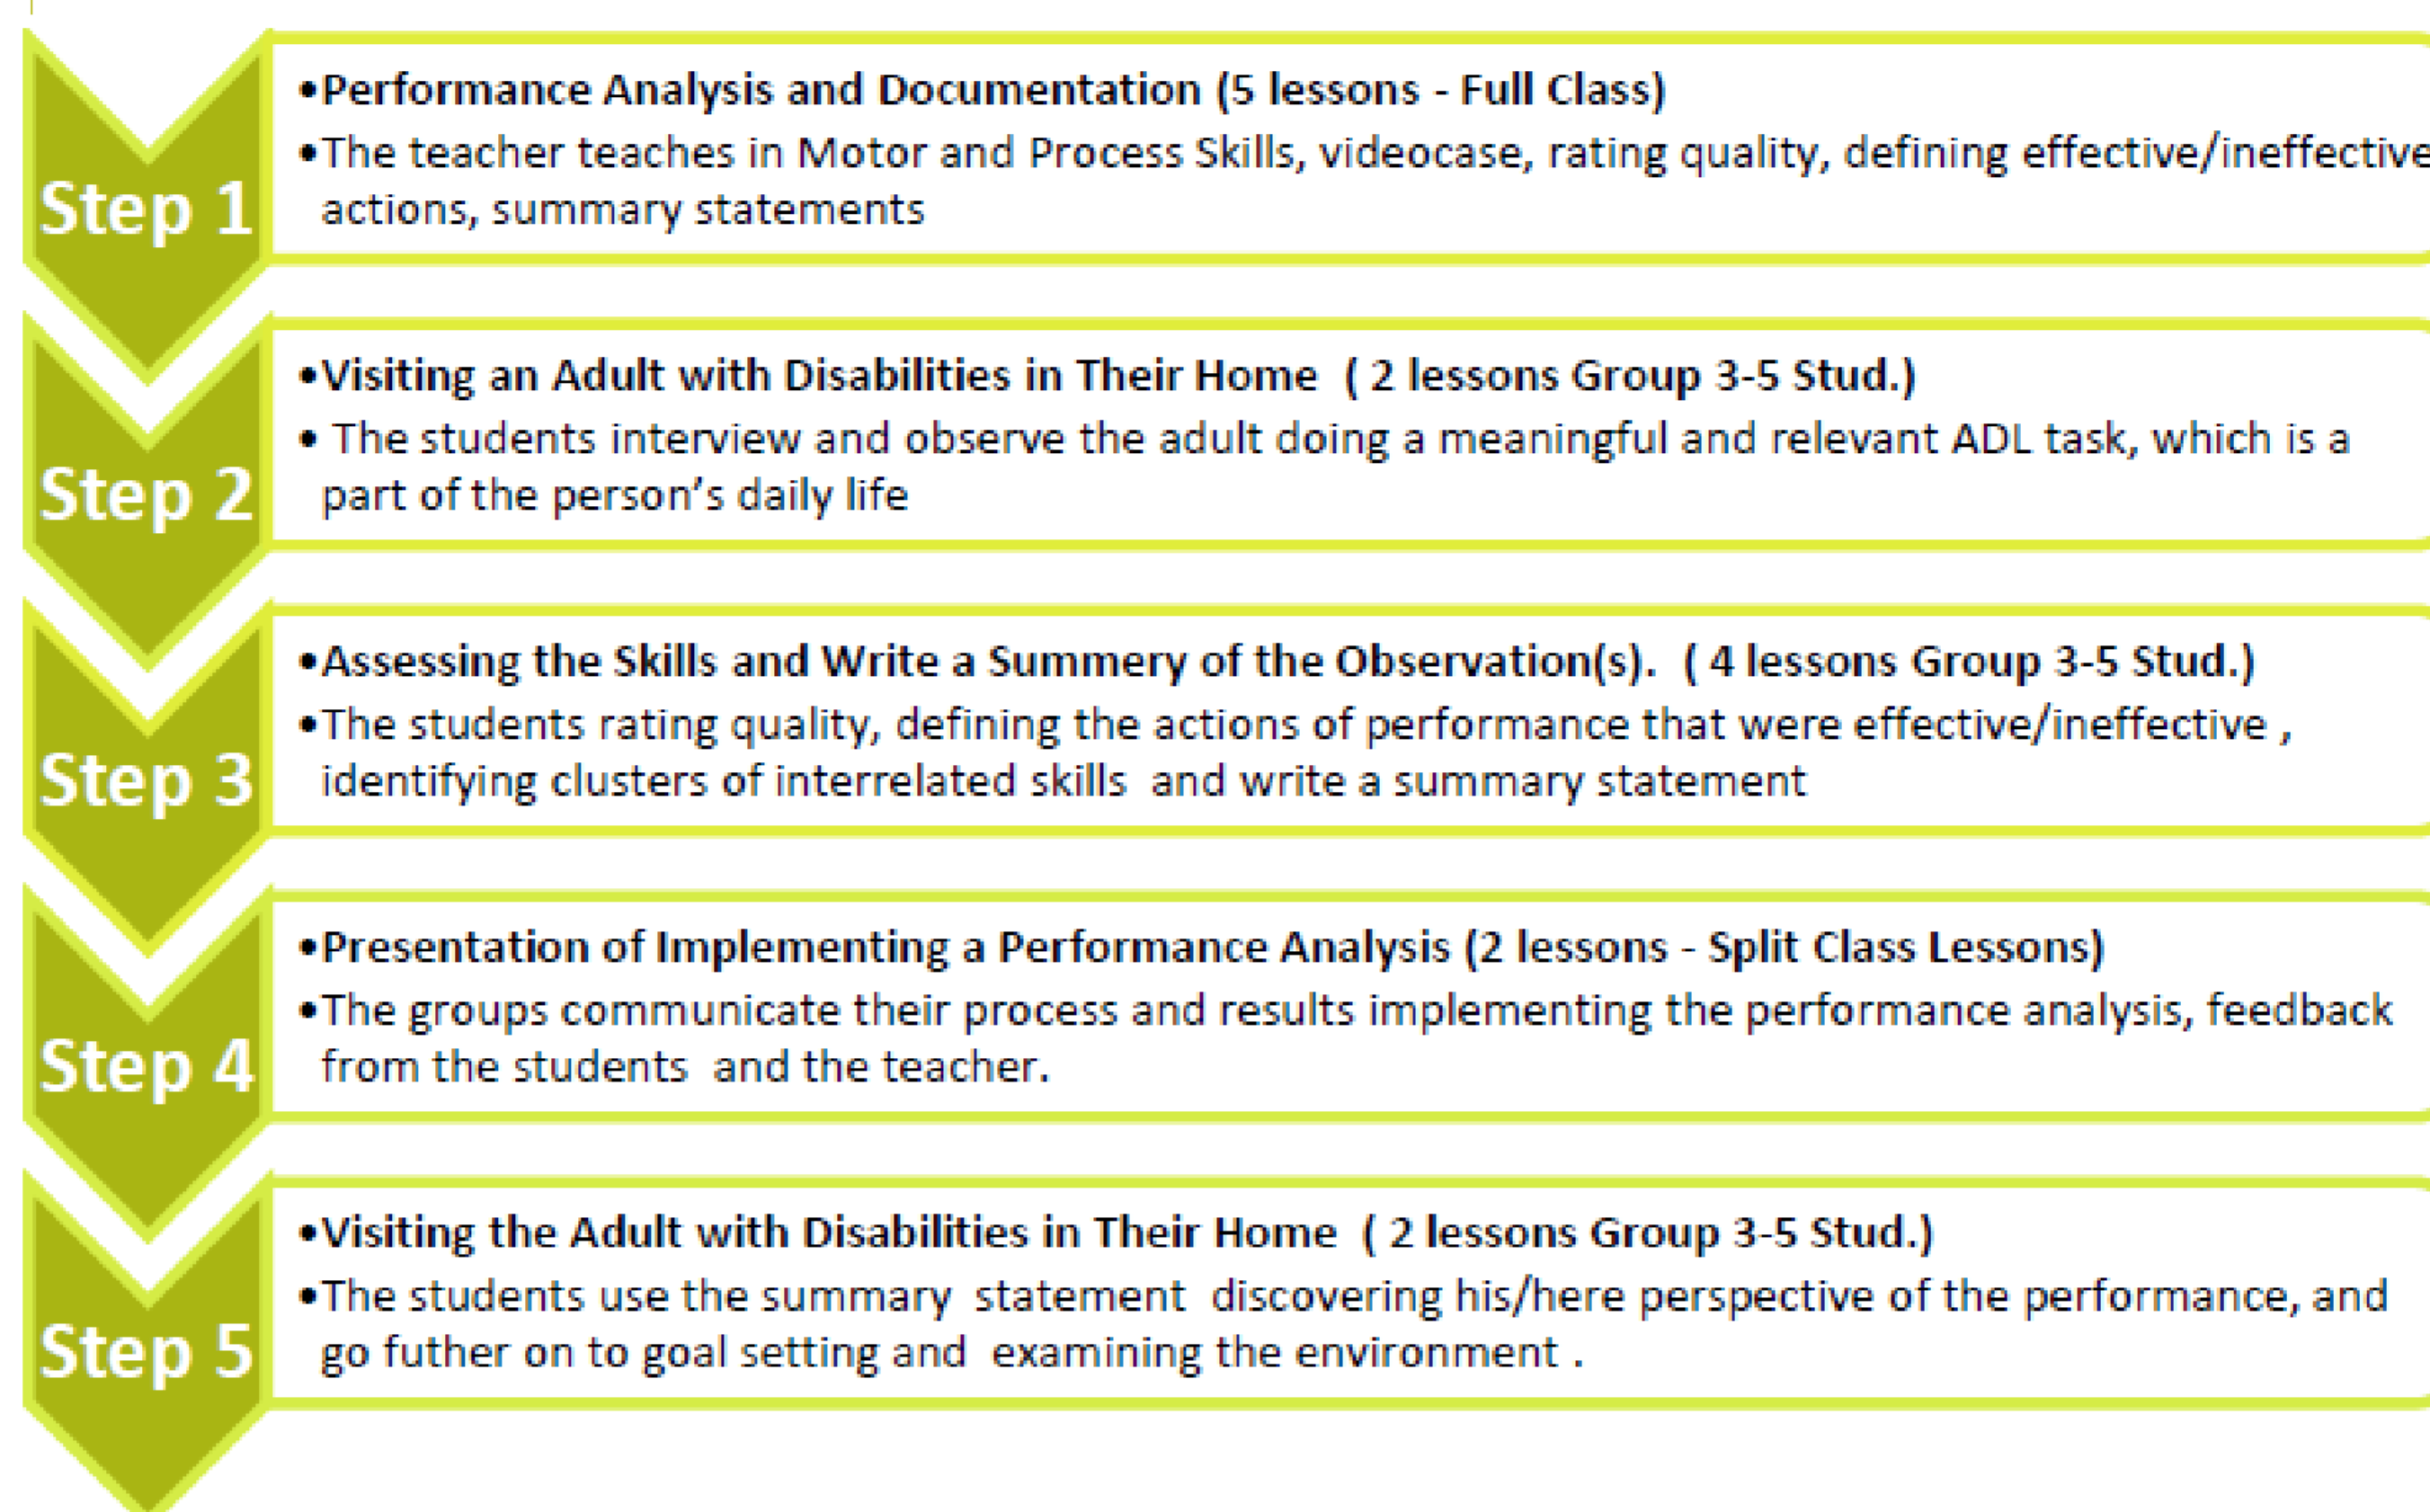 •Performance Analysis and Documentation (5 lessons - Full Class)
•The teacher teaches in Motor and Process Skills, videocase, rating quality, defining effective/ineffective
actions, summary statements
Step 1
•Visiting an Adult with Disabilities in Their Home ( 2 lessons Group 3-5 Stud.)
• The students interview and observe the adult doing a meaningful and relevant ADL task, which is a
part of the person’s daily life
Step 2
•Assessing the Skills and Write a Summery of the Observation(s). ( 4 lessons Group 3-5 Stud.)
•The students rating quality, defining the actions of performance that were effective/ineffective ,
identifying clusters of interrelated skills and write a summary statement
Step 3
•Presentation of Implementing a Performance Analysis (2 lessons - Split Class Lessons)
•The groups communicate their process and results implementing the performance analysis, feedback
from the students and the teacher.
Step 4
•Visiting the Adult with Disabilities in Their Home ( 2 lessons Group 3-5 Stud.)
•The students use the summary statement discovering his/here perspective of the performance, and
go futher on to goal setting and examining the environment .
Step 5